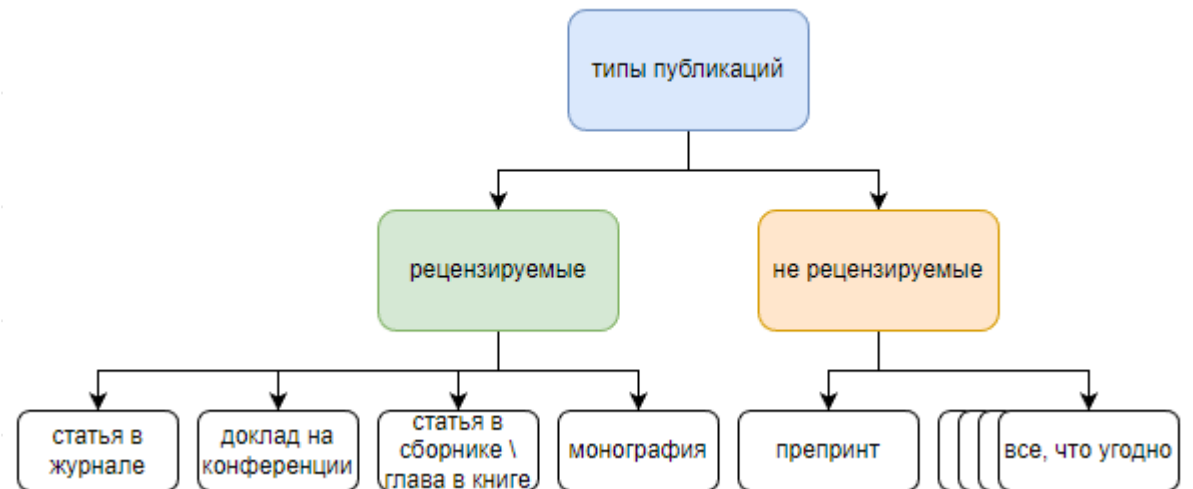 типы публикаций
рецензируемые
не рецензируемые
статья в
журнале
доклад на
конференции
статья в
сборнике \
глава в книге
монография
препринт
все, что угодно